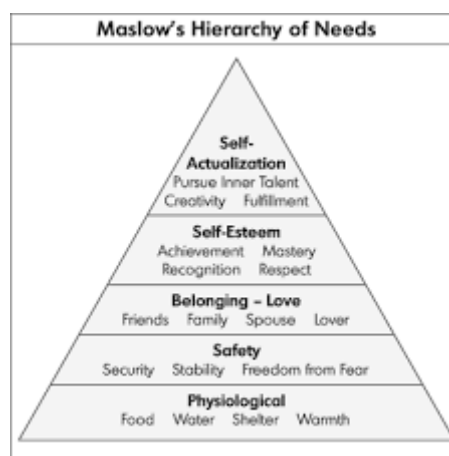 Maslow's Hierarchy of Needs
Self-
Actualization
Pursue Inner Talent
Creativity Fulfillment
Self-Esteem
Achievement Mastery
Recognition Respect
Belonging – Love
Friends Family Spouse Lover
Safety
Security Stability Freedom from Fear
Physiological
Food Water Shelter Warmth